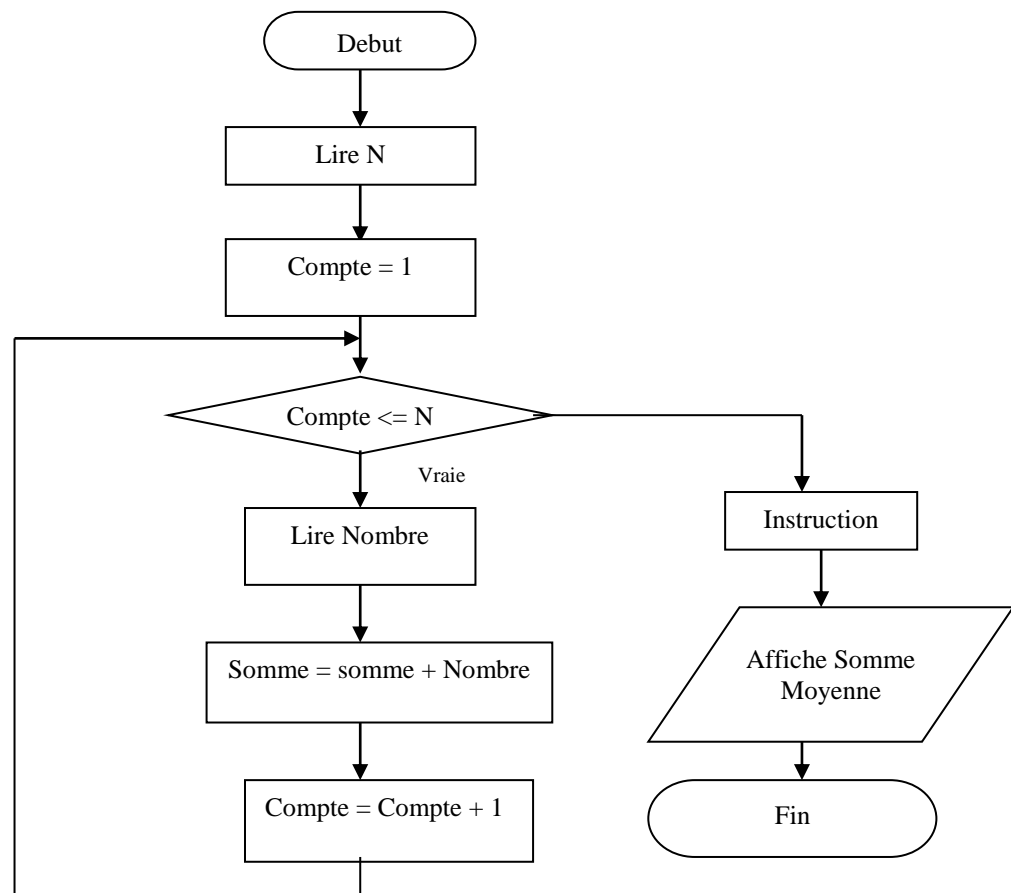 Debut
Lire N
Compte = 1
Compte <= N
Vraie
Lire Nombre
Instruction
Somme = somme + Nombre
Affiche Somme
Moyenne
Compte = Compte + 1
Fin